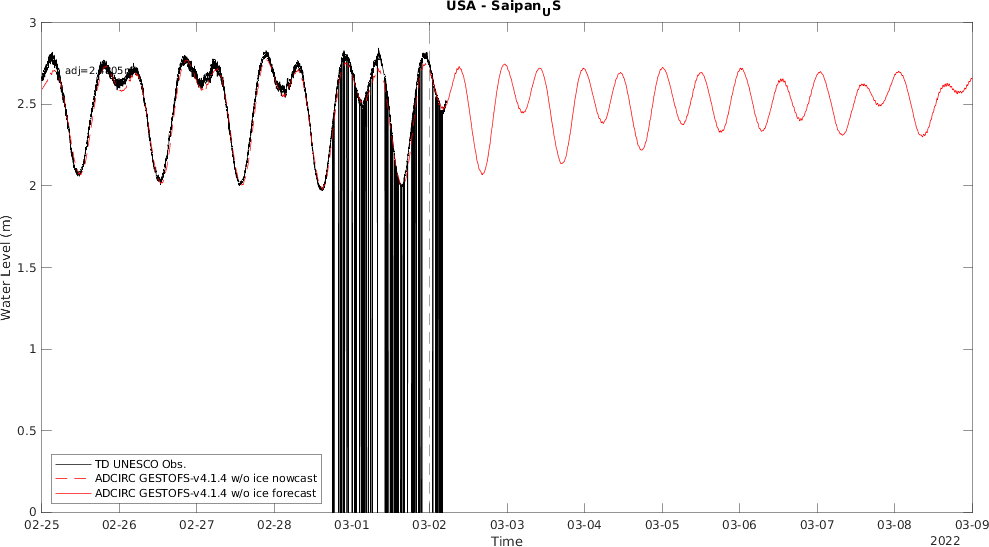 USA - Saipan_US
3
2.5
2
1.5
1
0.5
0
Water Level (m)
TD UNESCO Obs.
ADCIRC GESTOFS-v4.1.4 w/o ice nowcast
ADCIRC GESTOFS-v4.1.4 w/o ice forecast
02-25 02-26 02-27 02-28 03-01 03-02 03-03 03-04 03-05 03-06 03-07 03-08 03-09
Time
2022